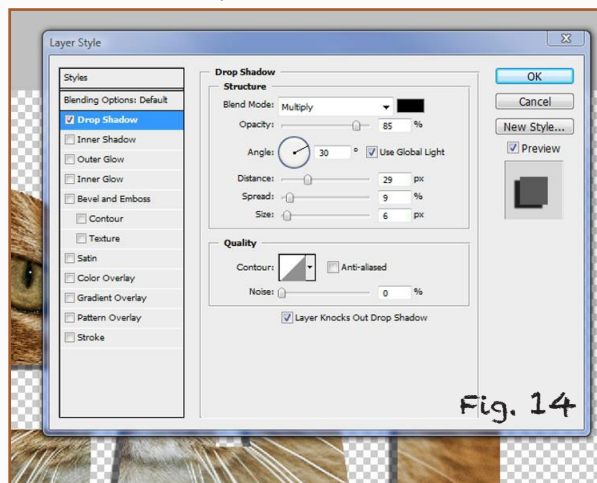 Layer Style
Styles
Blending Options: Default
Drop Shadow
Inner Shadow
Outer Glow
Inner Glow
Bevel and Emboss
Contour
Texture
Satin
Color Overlay
Gradient Overlay
Pattern Overlay
Stroke
Drop Shadow
Structure
Blend Mode: Multiply
Opacity: 85 %
Angle: 30 ° Use Global Light
Distance: 29 px
Spread: 9 %
Size: 6 px
Quality
Contour: Anti-aliased
Noise: 0 %
Layer Knocks Out Drop Shadow
OK
Cancel
New Style...
Preview
Fig. 14